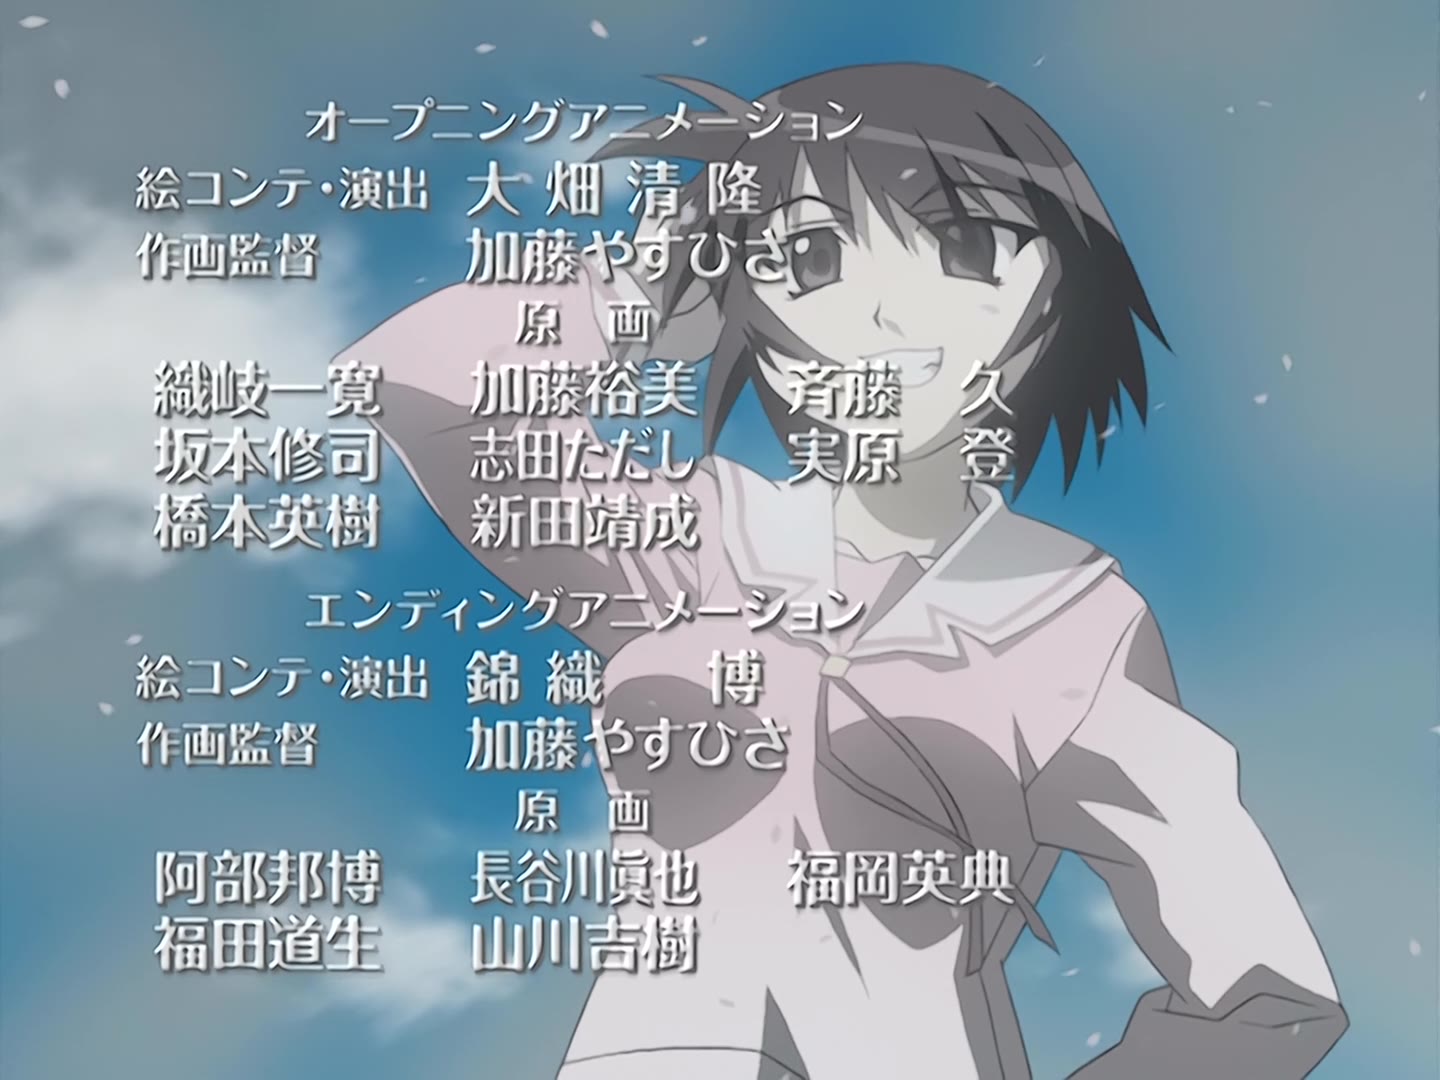 オープニングアニメーション
絵コンテ・演出 大畑清隆
作画監督 加藤やすひさ
原 画
織岐一寛 加藤裕美 斉藤 久
坂本修司 志田ただし 実原 登
橋本英樹 新田靖成
エンディングアニメーション
絵コンテ・演出 錦織 博
作画監督 加藤やすひさ
原 画
阿部邦博 長谷川眞也 福岡英典
福田道生 山川吉樹